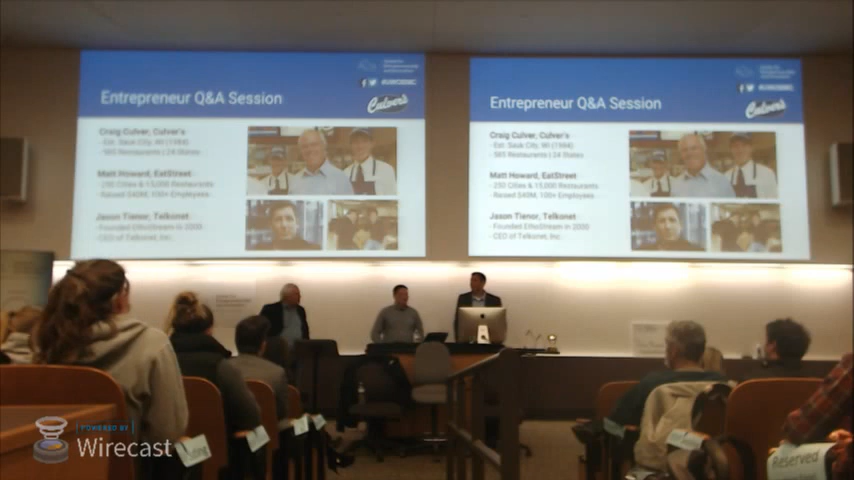 Entrepreneur Q&A Session
Culver's
Craig Culver, Culver's
- Est. Sauk City, WI (1984)
- 565 Restaurants | 24 States
Matt Howard, EatStreet
- 250 Cities & 15,000 Restaurants
- Raised $40M, 100+ Employees
Jason Tienor, Telkonet
- Founded EthoStream in 2000
- CEO of Telkonet, Inc.
Entrepreneur Q&A Session
Culver's
Craig Culver, Culver's
- Est. Sauk City, WI (1984)
- 565 Restaurants | 24 States
Matt Howard, EatStreet
- 250 Cities & 15,000 Restaurants
- Raised $40M, 100+ Employees
Jason Tienor, Telkonet
- Founded EthoStream in 2000
- CEO of Telkonet, Inc.
POWERED BY
Wirecast
Reserved